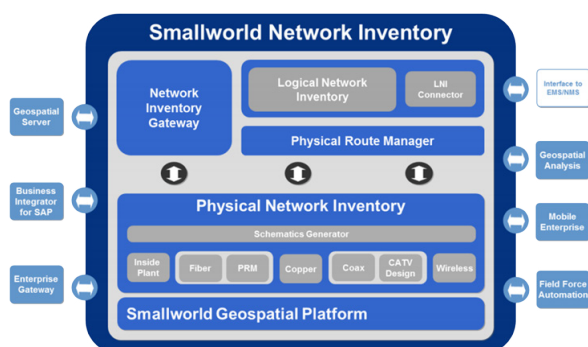 Smallworld Network Inventory
Network
Inventory
Gateway
Logical Network
Inventory
LNI
Connector
Physical Route Manager
Physical Network Inventory
Schematics Generator
Inside
Plant
Fiber
PRM
Copper
Coax
CATV
Design
Wireless
Smallworld Geospatial Platform
Geospatial
Server
Business
Integrator
for SAP
Enterprise
Gateway
Interface to
EMS/NMS
Geospatial
Analysis
Mobile
Enterprise
Field Force
Automation